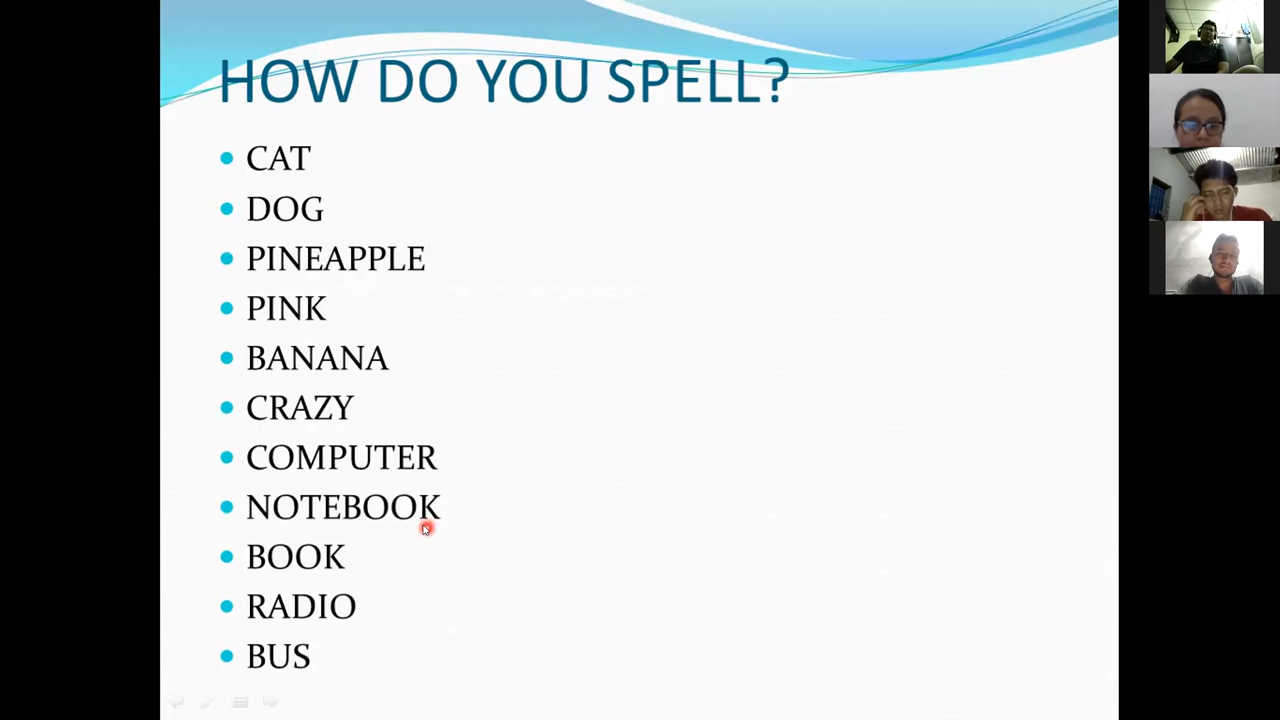 HOW DO YOU SPELL?
CAT
DOG
PINEAPPLE
PINK
BANANA
CRAZY
COMPUTER
NOTEBOOK
BOOK
RADIO
BUS